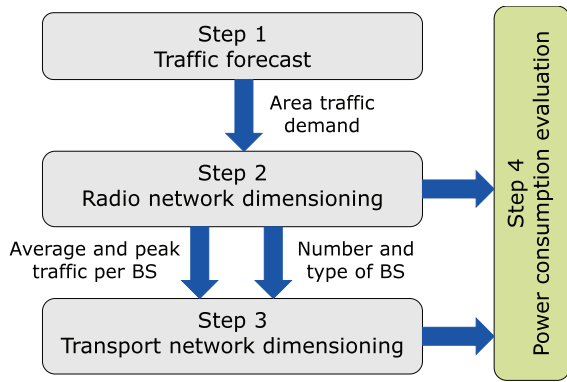 Step 1
Traffic forecast
Area traffic
demand
Step 2
Radio network dimensioning
Average and peak
traffic per BS
Number and
type of BS
Step 3
Transport network dimensioning
Step 4
Power consumption evaluation